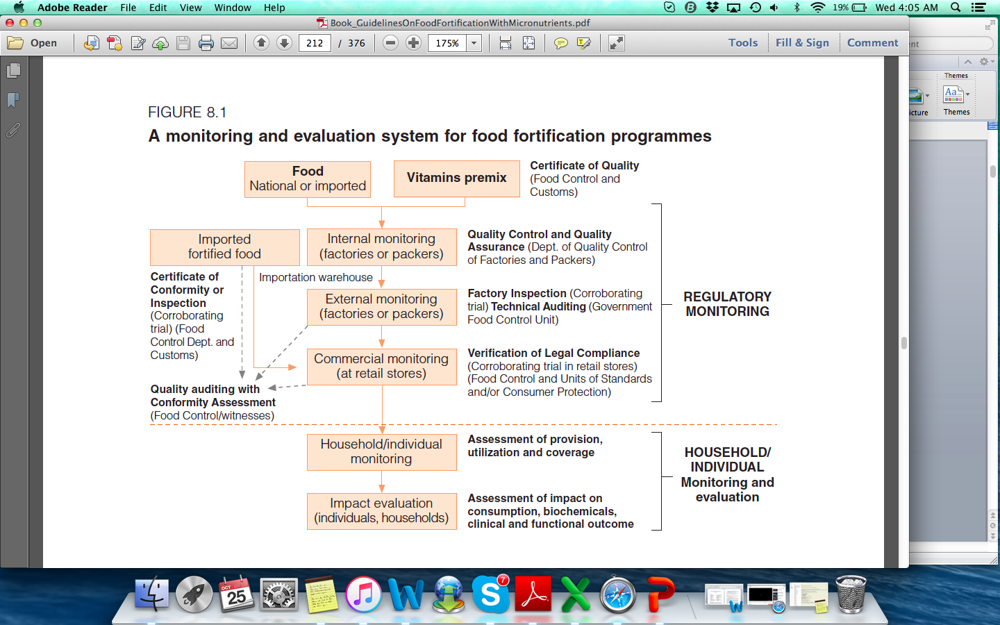 Adobe Reader File Edit View Window Help
19% Wed 4:05 AM
Book_GuidelinesOnFoodFortificationWithMicronutrients.pdf
Open
212 / 376
175%
Tools Fill & Sign Comment
nt
Themes
icture
Aa
Themes
FIGURE 8.1
A monitoring and evaluation system for food fortification programmes
Food
National or imported
Vitamins premix
Certificate of Quality
(Food Control and
Customs)
Imported
fortified food
Internal monitoring
(factories or packers)
Quality Control and Quality
Assurance (Dept. of Quality Control
of Factories and Packers)
Certificate of
Conformity or
Inspection
(Corroborating
trial) (Food
Control Dept. and
Customs)
Importation warehouse
External monitoring
(factories or packers)
Factory Inspection (Corroborating
trial) Technical Auditing (Government
Food Control Unit)
REGULATORY
MONITORING
Commercial monitoring
(at retail stores)
Verification of Legal Compliance
(Corroborating trial in retail stores)
(Food Control and Units of Standards
and/or Consumer Protection)
Quality auditing with
Conformity Assessment
(Food Control/witnesses)
Household/individual
monitoring
Assessment of provision,
utilization and coverage
HOUSEHOLD/
INDIVIDUAL
Monitoring and
evaluation
Impact evaluation
(individuals, households)
Assessment of impact on
consumption, biochemicals,
clinical and functional outcome
OCT
25
7